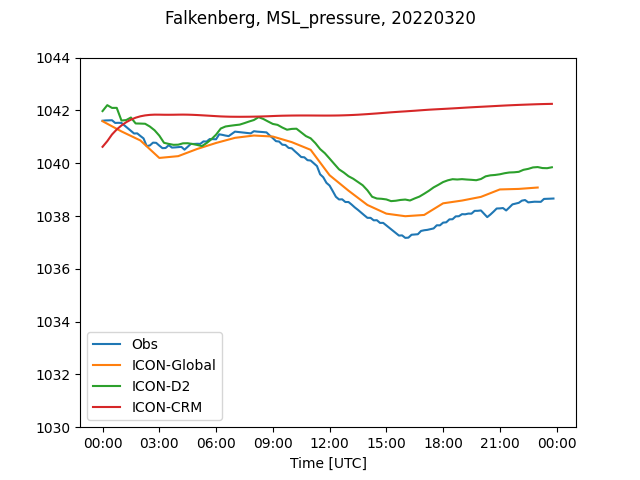 Falkenberg, MSL_pressure, 20220320
1044
1042
1040
1038
1036
1034
1032
1030
Obs
ICON-Global
ICON-D2
ICON-CRM
00:00 03:00 06:00 09:00 12:00 15:00 18:00 21:00 00:00
Time [UTC]